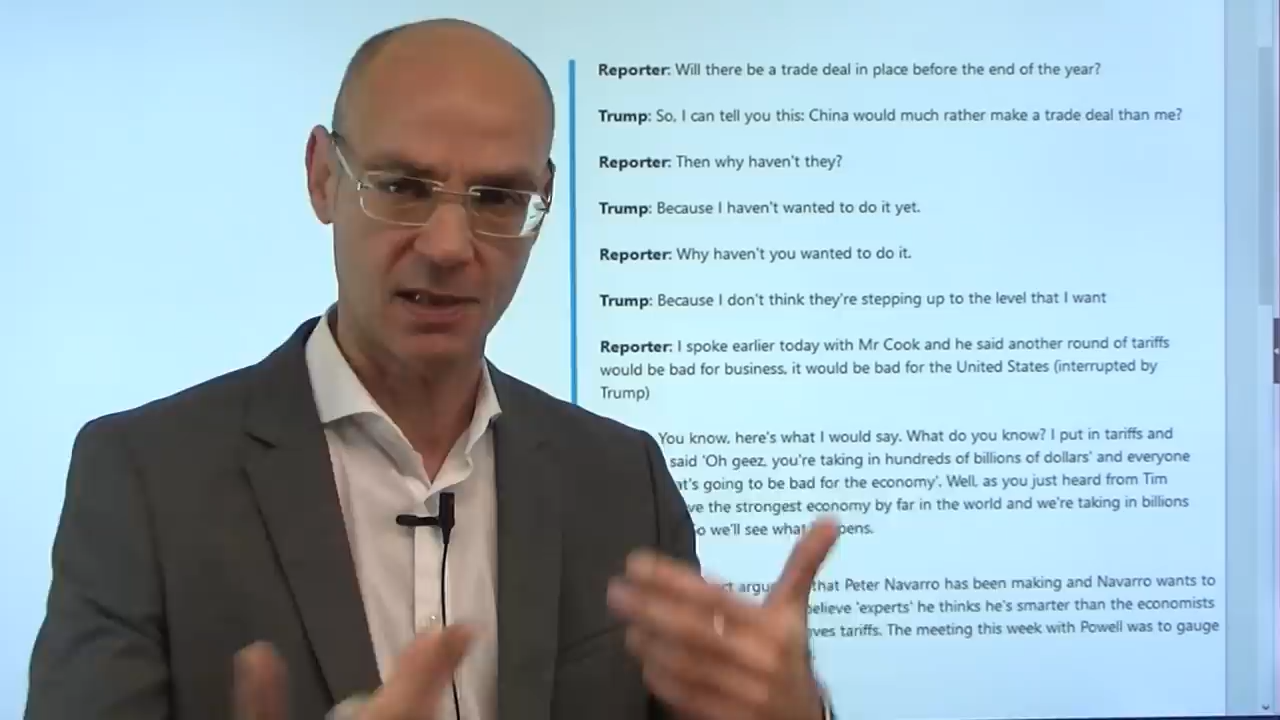 Reporter: Will there be a trade deal in place before the end of the year?
Trump: So, I can tell you this: China would much rather make a trade deal than me?
Reporter: Then why haven't they?
Trump: Because I haven't wanted to do it yet.
Reporter: Why haven't you wanted to do it.
Trump: Because I don't think they're stepping up to the level that I want
Reporter: I spoke earlier today with Mr Cook and he said another round of tariffs
would be bad for business, it would be bad for the United States (interrupted by
Trump)
You know, here's what I would say. What do you know? I put in tariffs and
said 'Oh geez, you're taking in hundreds of billions of dollars' and everyone
going to be bad for the economy'. Well, as you just heard from Tim
the strongest economy by far in the world and we're taking in billions
we'll see what
that Peter Navarro has been making and Navarro wants to
'experts' he thinks he's smarter than the economists
tariffs. The meeting this week with Powell was to gauge